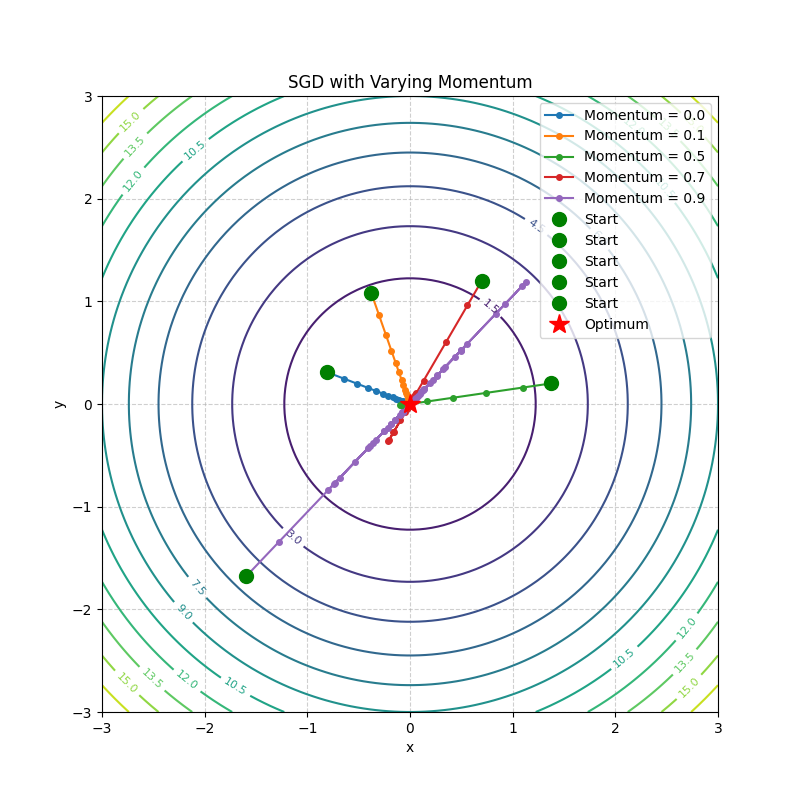 SGD with Varying Momentum
3
2
1
0
−1
−2
−3
y
−3
−2
−1
0
1
2
3
x
Momentum = 0.0
Momentum = 0.1
Momentum = 0.5
Momentum = 0.7
Momentum = 0.9
Start
Start
Start
Start
Start
Optimum
15.0
13.5
12.0
10.5
1.5
3.0
7.5
9.0
10.5
12.0
13.5
15.0
10.5
12.0
13.5
15.0